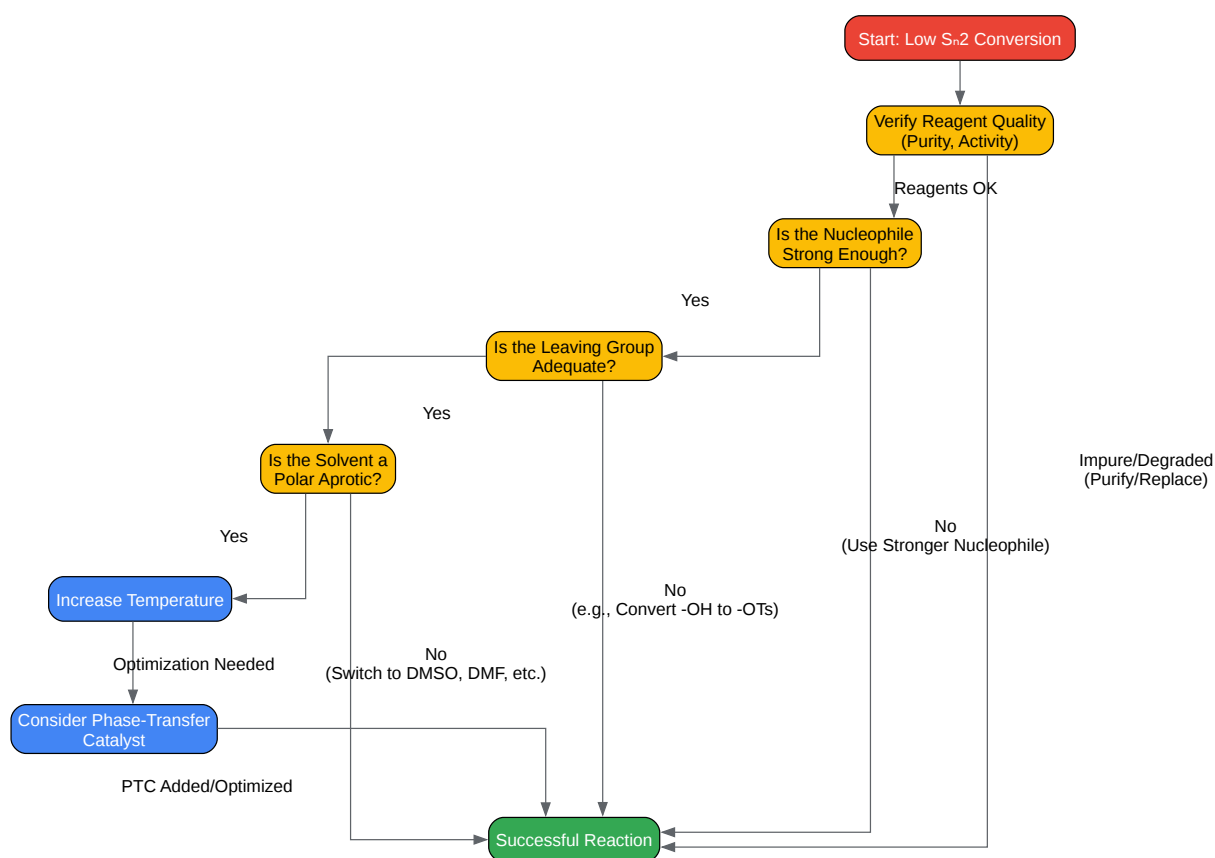 Start: Low Sₙ2 Conversion
Verify Reagent Quality
(Purity, Activity)
Reagents OK
Is the Nucleophile
Strong Enough?
Yes
Is the Leaving Group
Adequate?
Yes
Is the Solvent a
Polar Aprotic?
Impure/Degraded
(Purify/Replace)
Yes
No
(Use Stronger Nucleophile)
Increase Temperature
No
(e.g., Convert -OH to -OTs)
Optimization Needed
No
(Switch to DMSO, DMF, etc.)
Consider Phase-Transfer
Catalyst
PTC Added/Optimized
Successful Reaction